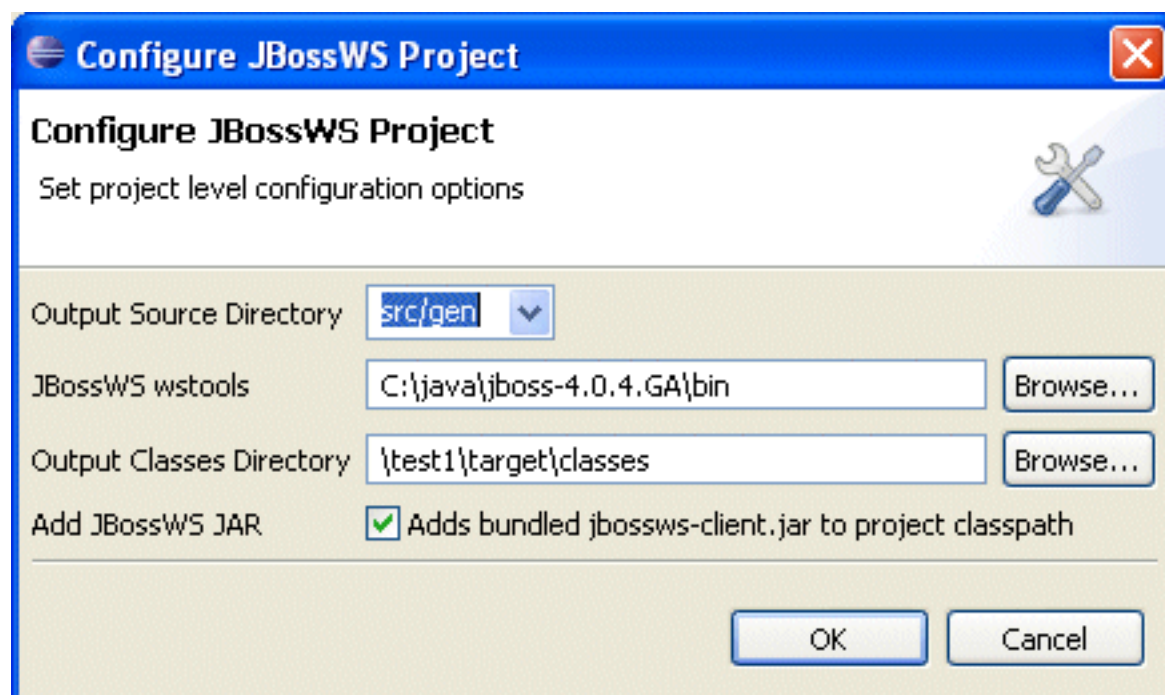 Configure JBossWS Project
Configure JBossWS Project
Set project level configuration options
Output Source Directory src/gen
JBossWS wstools C:\java\jboss-4.0.4.GA\bin Browse...
Output Classes Directory \test1\target\classes Browse...
Add JBossWS JAR Adds bundled jbossws-client.jar to project classpath
OK Cancel